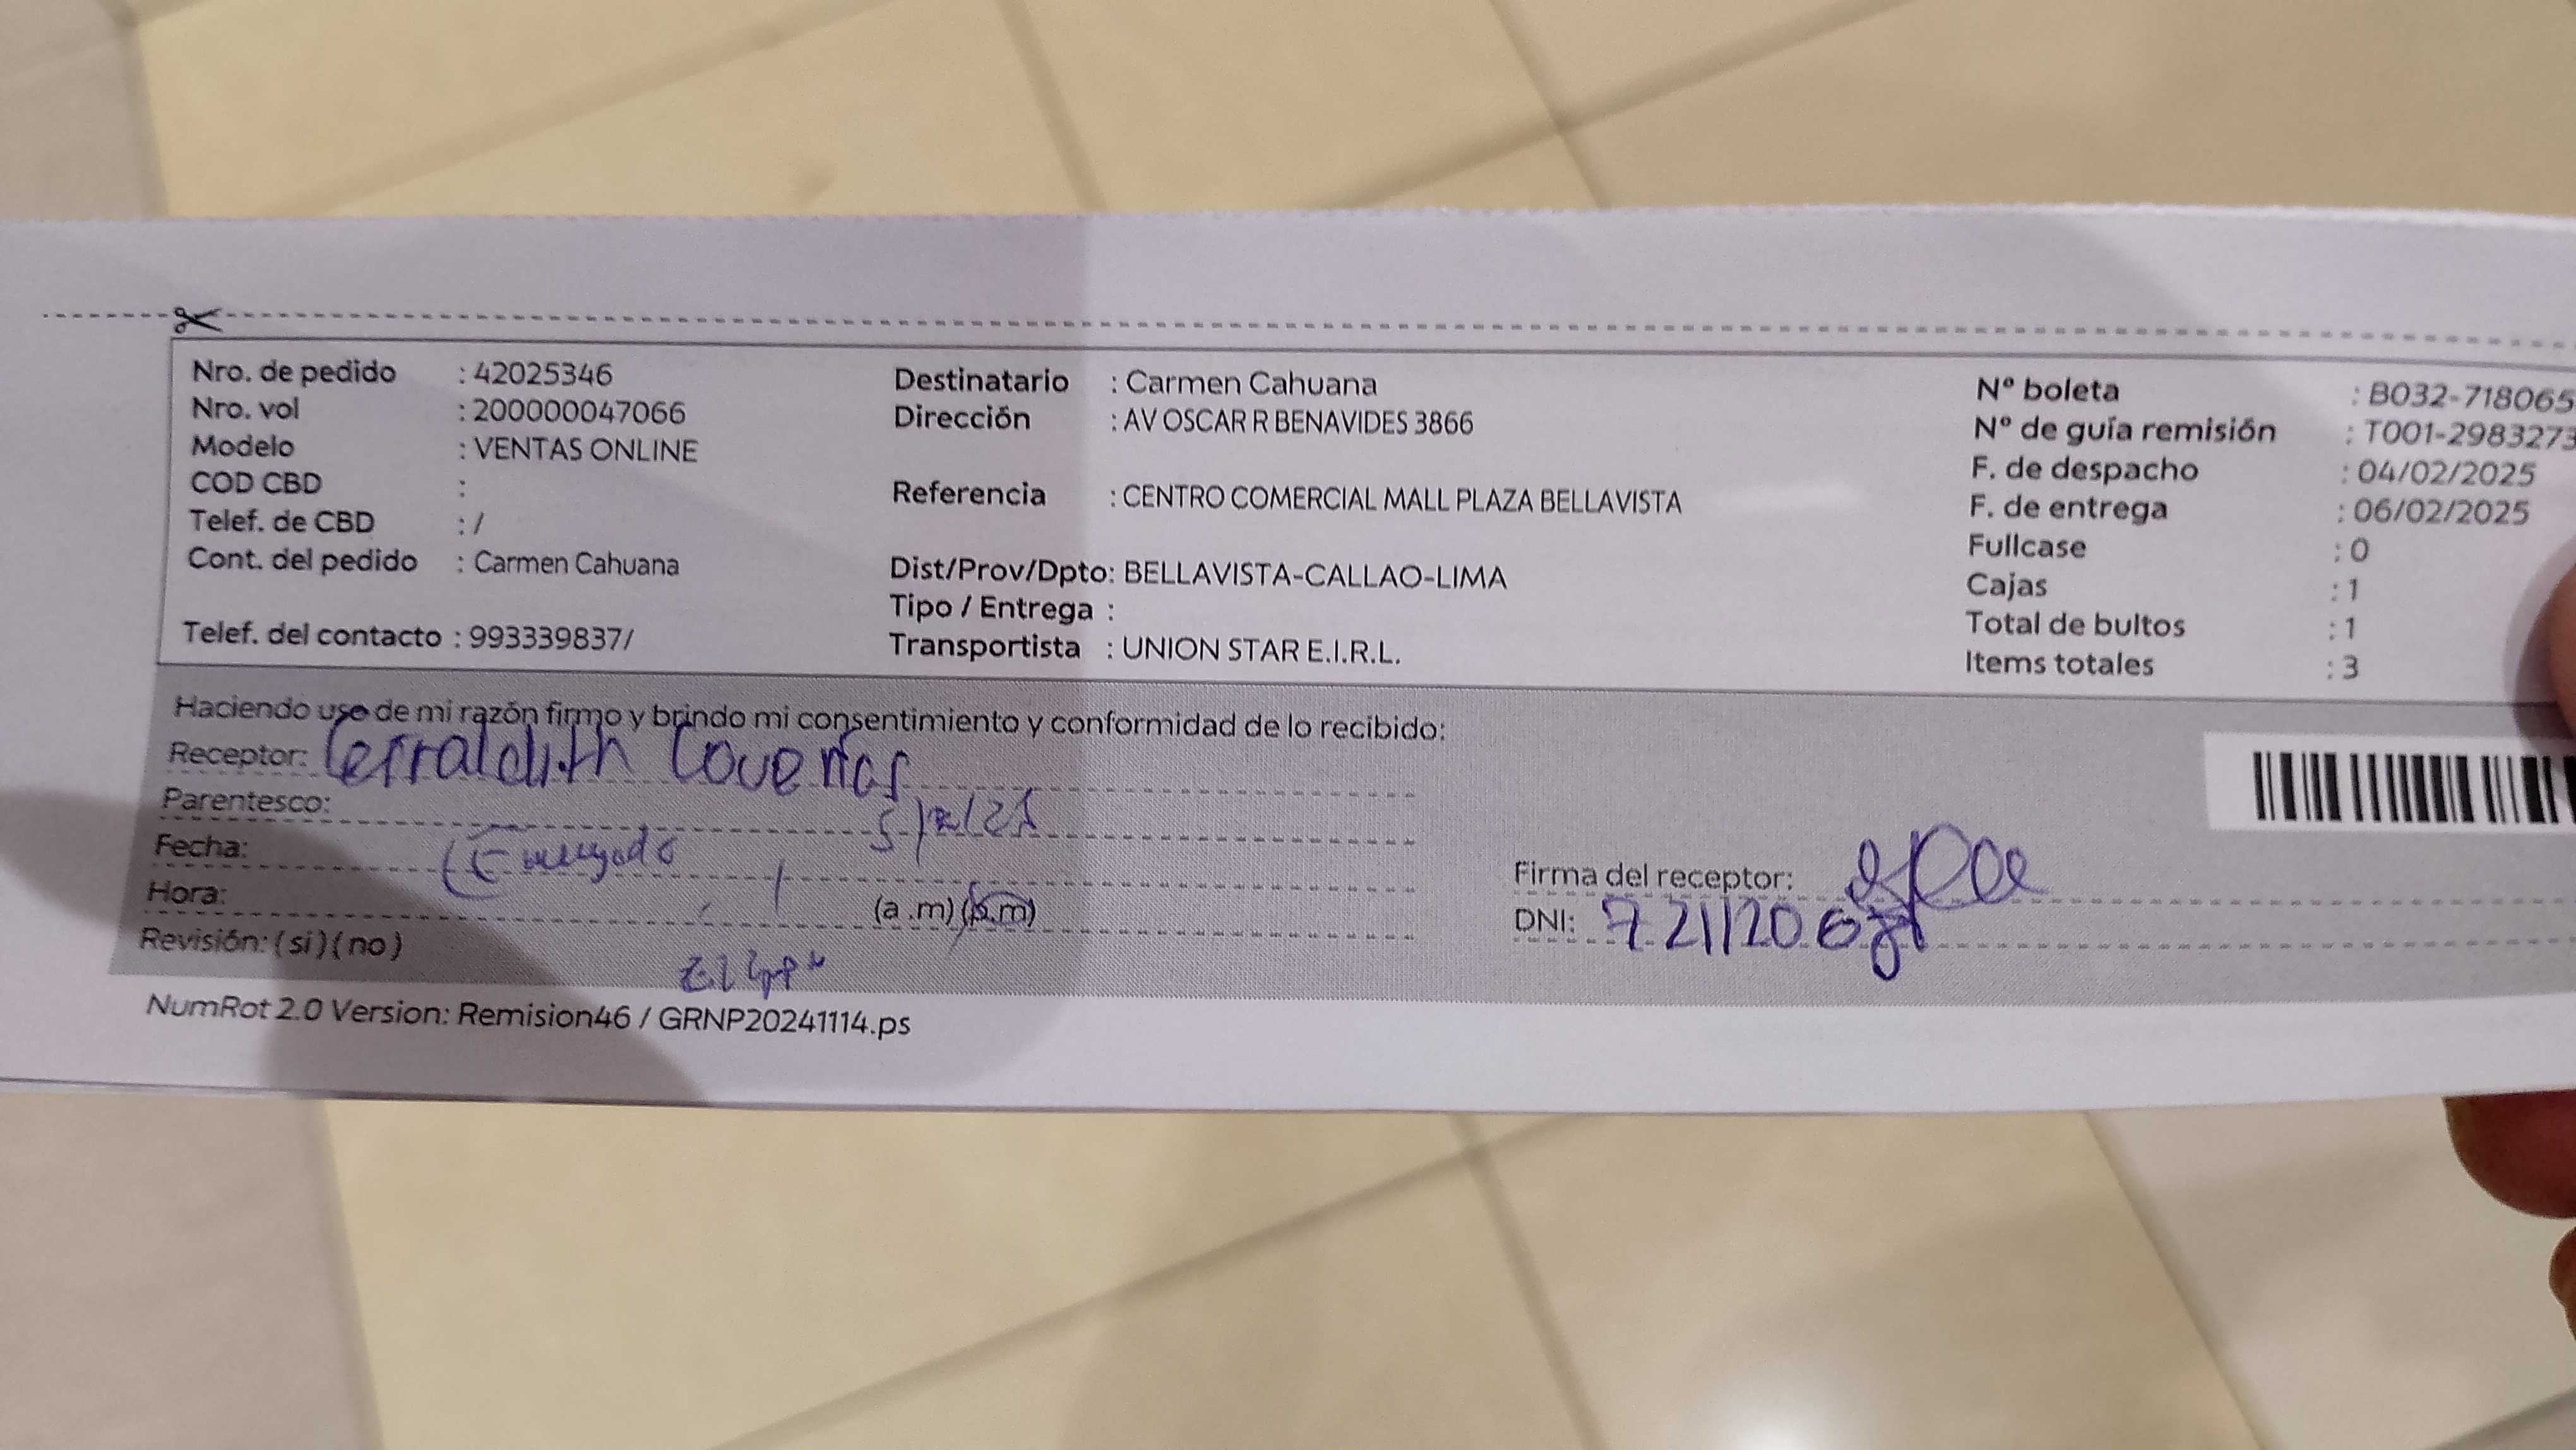 Nro. de pedido : 42025346
Nro. vol : 200000047066
Modelo : VENTAS ONLINE
COD CBD :
Telef. de CBD : /
Cont. del pedido : Carmen Cahuana
Telef. del contacto : 993339837/
Destinatario : Carmen Cahuana
Dirección : AV OSCAR R BENAVIDES 3866
Referencia : CENTRO COMERCIAL MALL PLAZA BELLAVISTA
Dist/Prov/Dpto: BELLAVISTA-CALLAO-LIMA
Tipo / Entrega :
Transportista : UNION STAR E.I.R.L.
Nº boleta : B032-718065
Nº de guía remisión : T001-2983273
F. de despacho : 04/02/2025
F. de entrega : 06/02/2025
Fullcase : 0
Cajas : 1
Total de bultos : 1
Items totales : 3
Haciendo uso de mi razón firmo y brindo mi consentimiento y conformidad de lo recibido:
Receptor: Coveñas
Parentesco:
Fecha:
Hora: (a .m) (p.m)
Revisión: ( si ) ( no )
Firma del receptor:
DNI:
NumRot 2.0 Version: Remision46 / GRNP20241114.ps